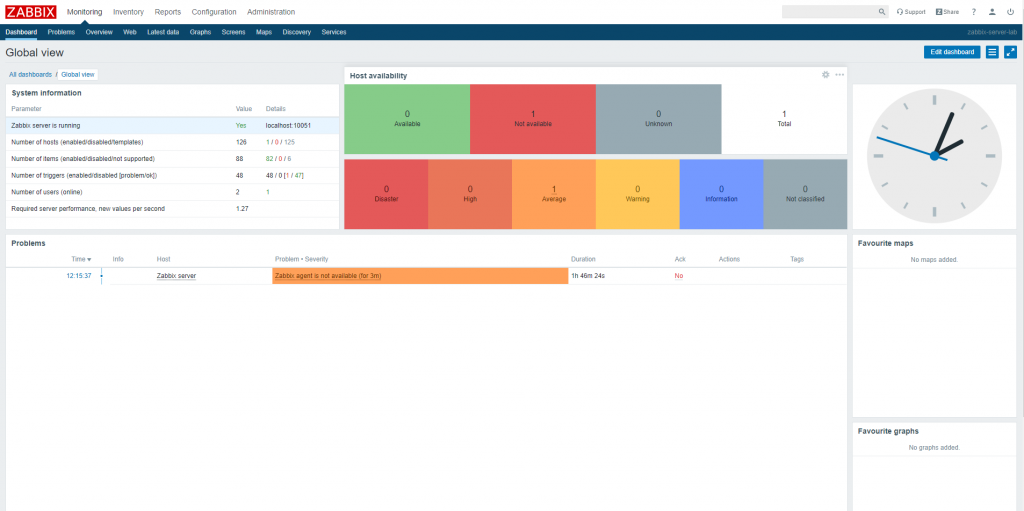 ZABBIX Monitoring Inventory Reports Configuration Administration Support Share ?
Dashboard Problems Overview Web Latest data Graphs Screens Maps Discovery Services zabbix-server-lab
Global view Edit dashboard
All dashboards / Global view
System information
Parameter Value Details
Zabbix server is running Yes localhost:10051
Number of hosts (enabled/disabled/templates) 126 1 / 0 / 125
Number of items (enabled/disabled/not supported) 88 82 / 0 / 6
Number of triggers (enabled/disabled [problem/ok]) 48 48 / 0 [1 / 47]
Number of users (online) 2 1
Required server performance, new values per second 1.27
Host availability
0 1 0 1
Available Not available Unknown Total
0 0 1 0 0 0
Disaster High Average Warning Information Not classified
Problems
Time Info Host Problem • Severity Duration Ack Actions Tags
12:15:37 Zabbix server Zabbix agent is not available (for 3m) 1h 46m 24s No
Favourite maps
No maps added.
Favourite graphs
No graphs added.